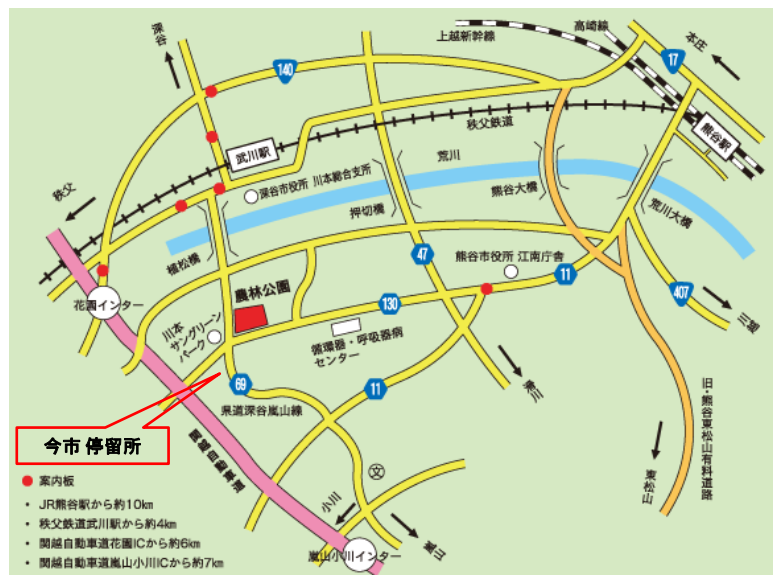 深谷
上越新幹線
高崎線
本庄
17
140
秩父鉄道
熊谷駅
武川駅
秩父
深谷市役所 川本総合支所
荒川
押切橋
熊谷大橋
荒川大橋
植松橋
47
熊谷市役所 江南庁舎
11
407
三ヶ尻
花園インター
農林公園
130
川本
サングリーン
パーク
循環器・呼吸器病
センター
滑川
69
11
県道深谷嵐山線
旧・熊谷東松山有料道路
今市 停留所
関越自動車道
文
東松山
小川
嵐山
嵐山小川インター
案内板
・ JR熊谷駅から約10km
・ 秩父鉄道武川駅から約4km
・ 関越自動車道花園ICから約6km
・ 関越自動車道嵐山小川ICから約7km